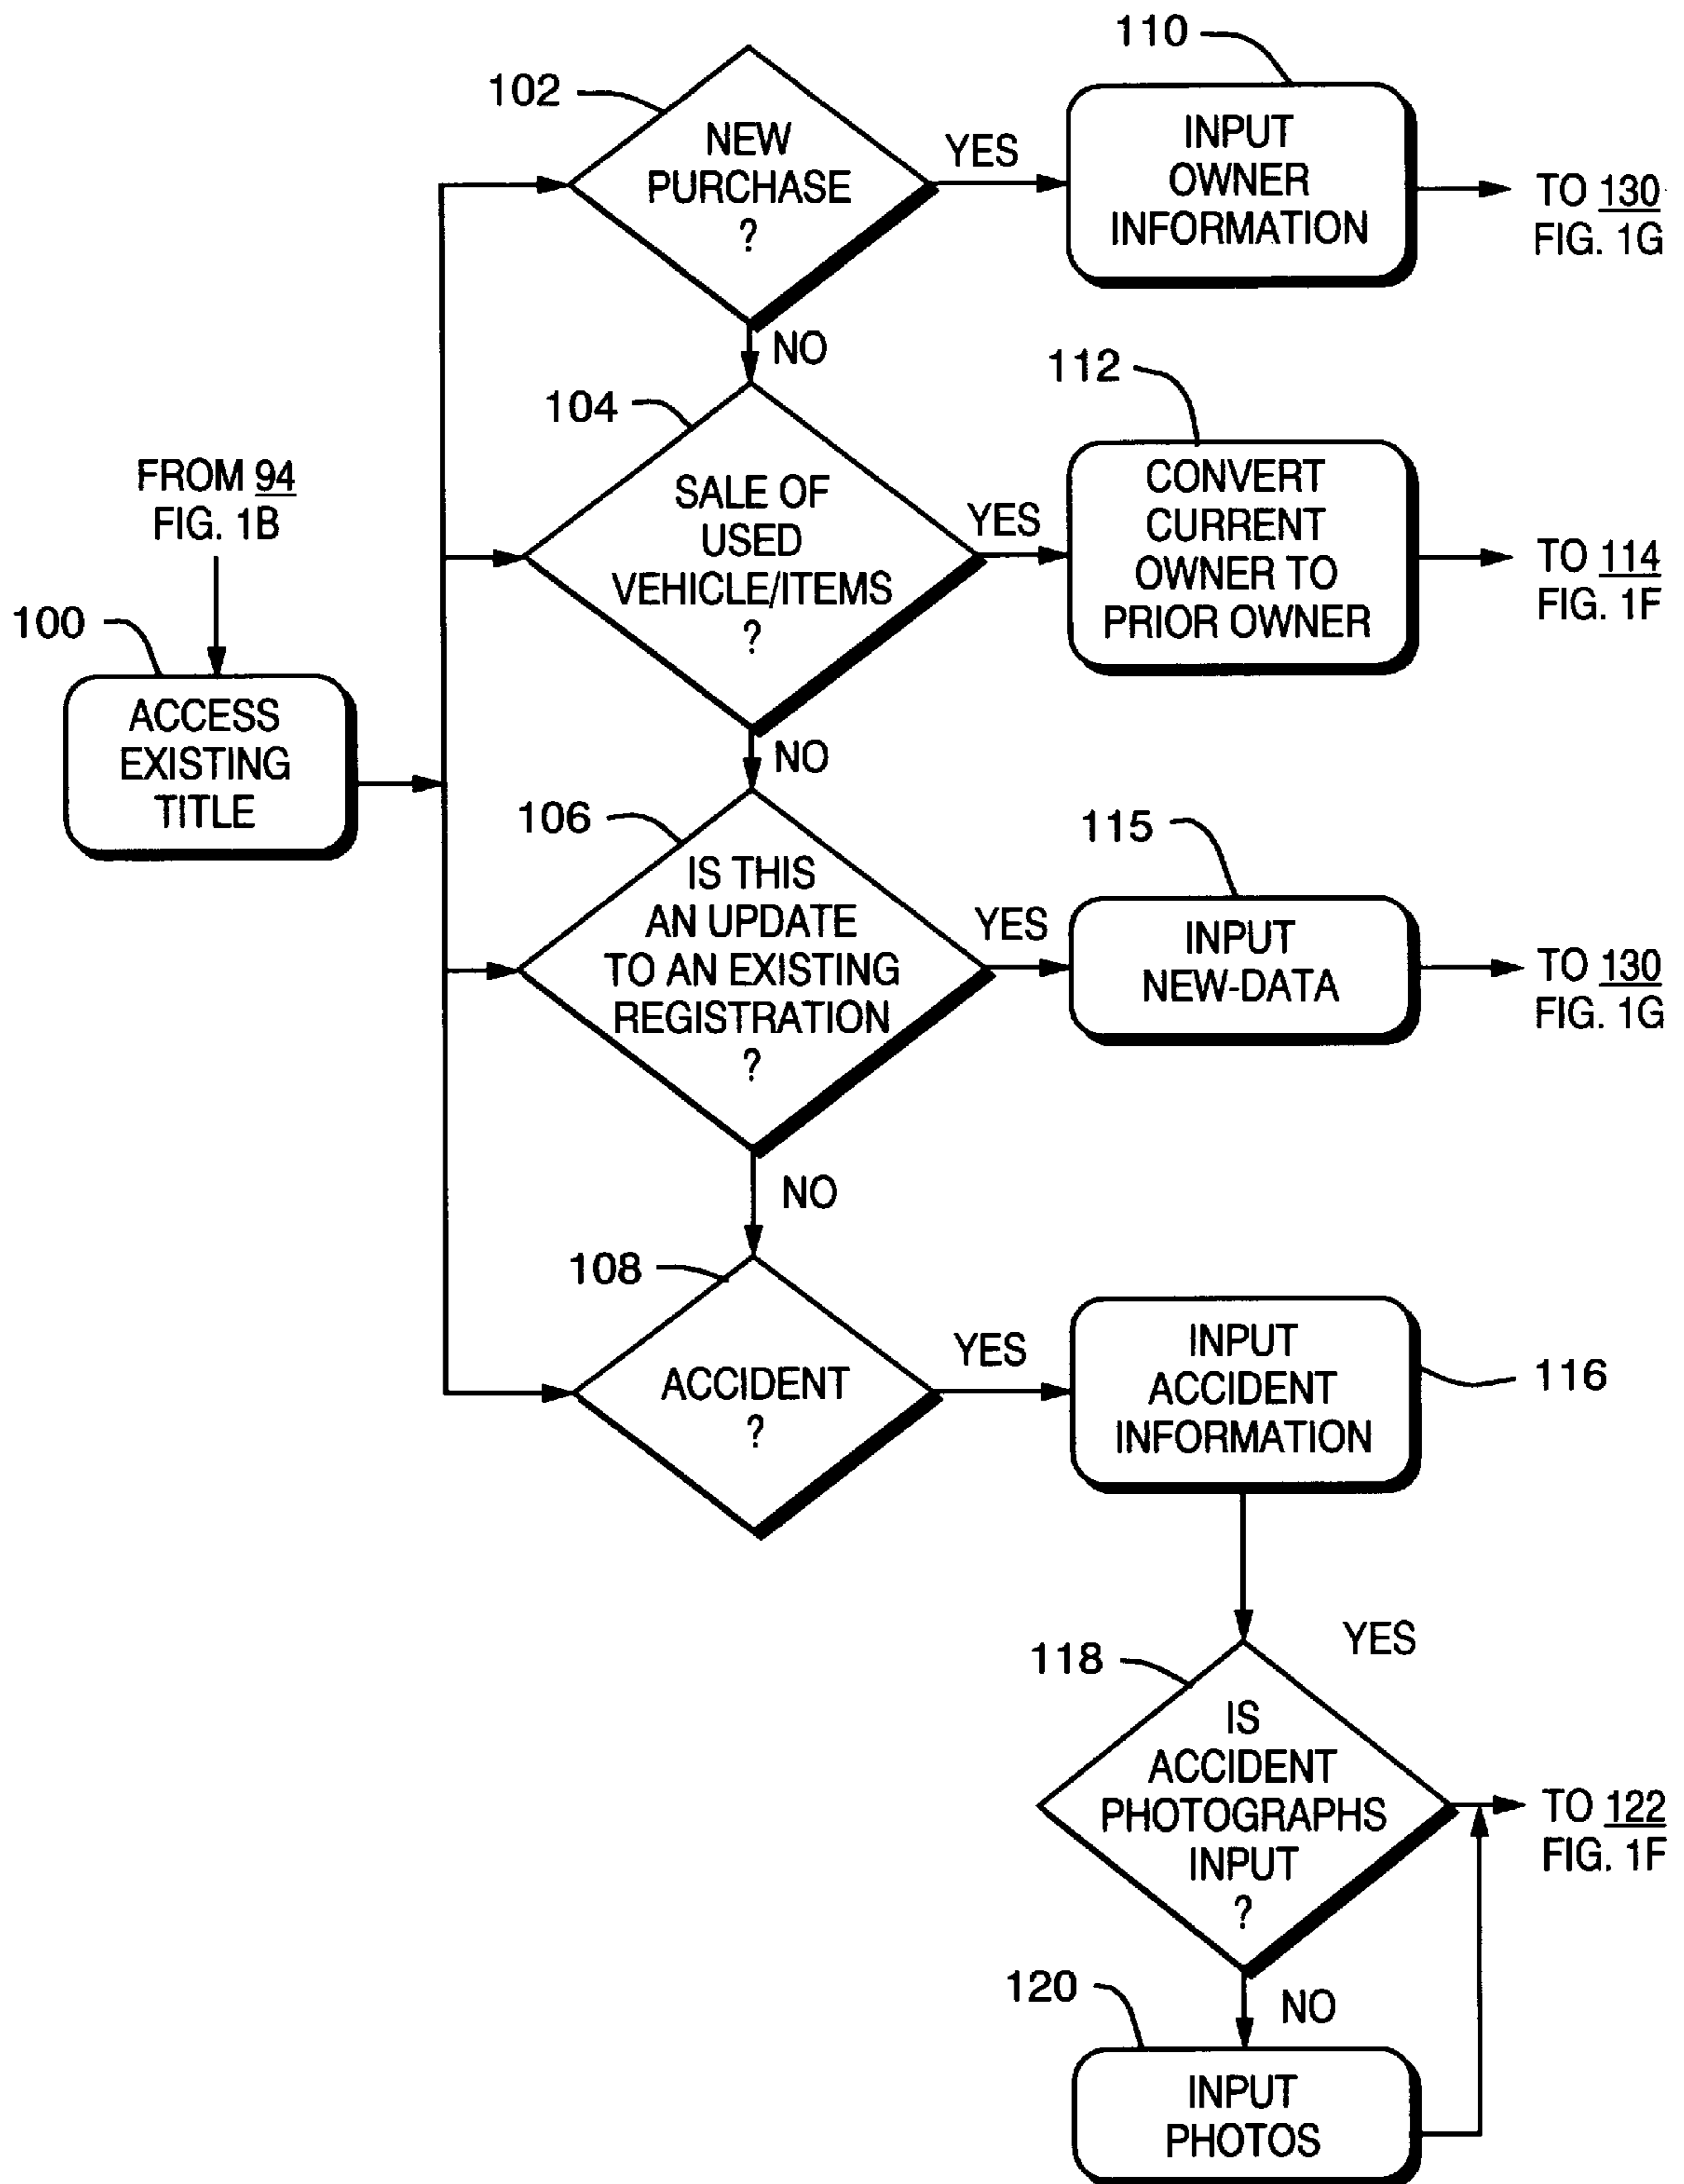 110
102
NEW
PURCHASE
?
YES
INPUT
OWNER
INFORMATION
TO 130
FIG. 1G
NO
112
104
FROM 94
FIG. 1B
SALE OF
USED
VEHICLE/ITEMS
?
YES
CONVERT
CURRENT
OWNER TO
PRIOR OWNER
TO 114
FIG. 1F
100
ACCESS
EXISTING
TITLE
NO
106
115
IS THIS
AN UPDATE
TO AN EXISTING
REGISTRATION
?
YES
INPUT
NEW-DATA
TO 130
FIG. 1G
NO
108
ACCIDENT
?
YES
INPUT
ACCIDENT
INFORMATION
116
118
YES
IS
ACCIDENT
PHOTOGRAPHS
INPUT
?
TO 122
FIG. 1F
120
NO
INPUT
PHOTOS